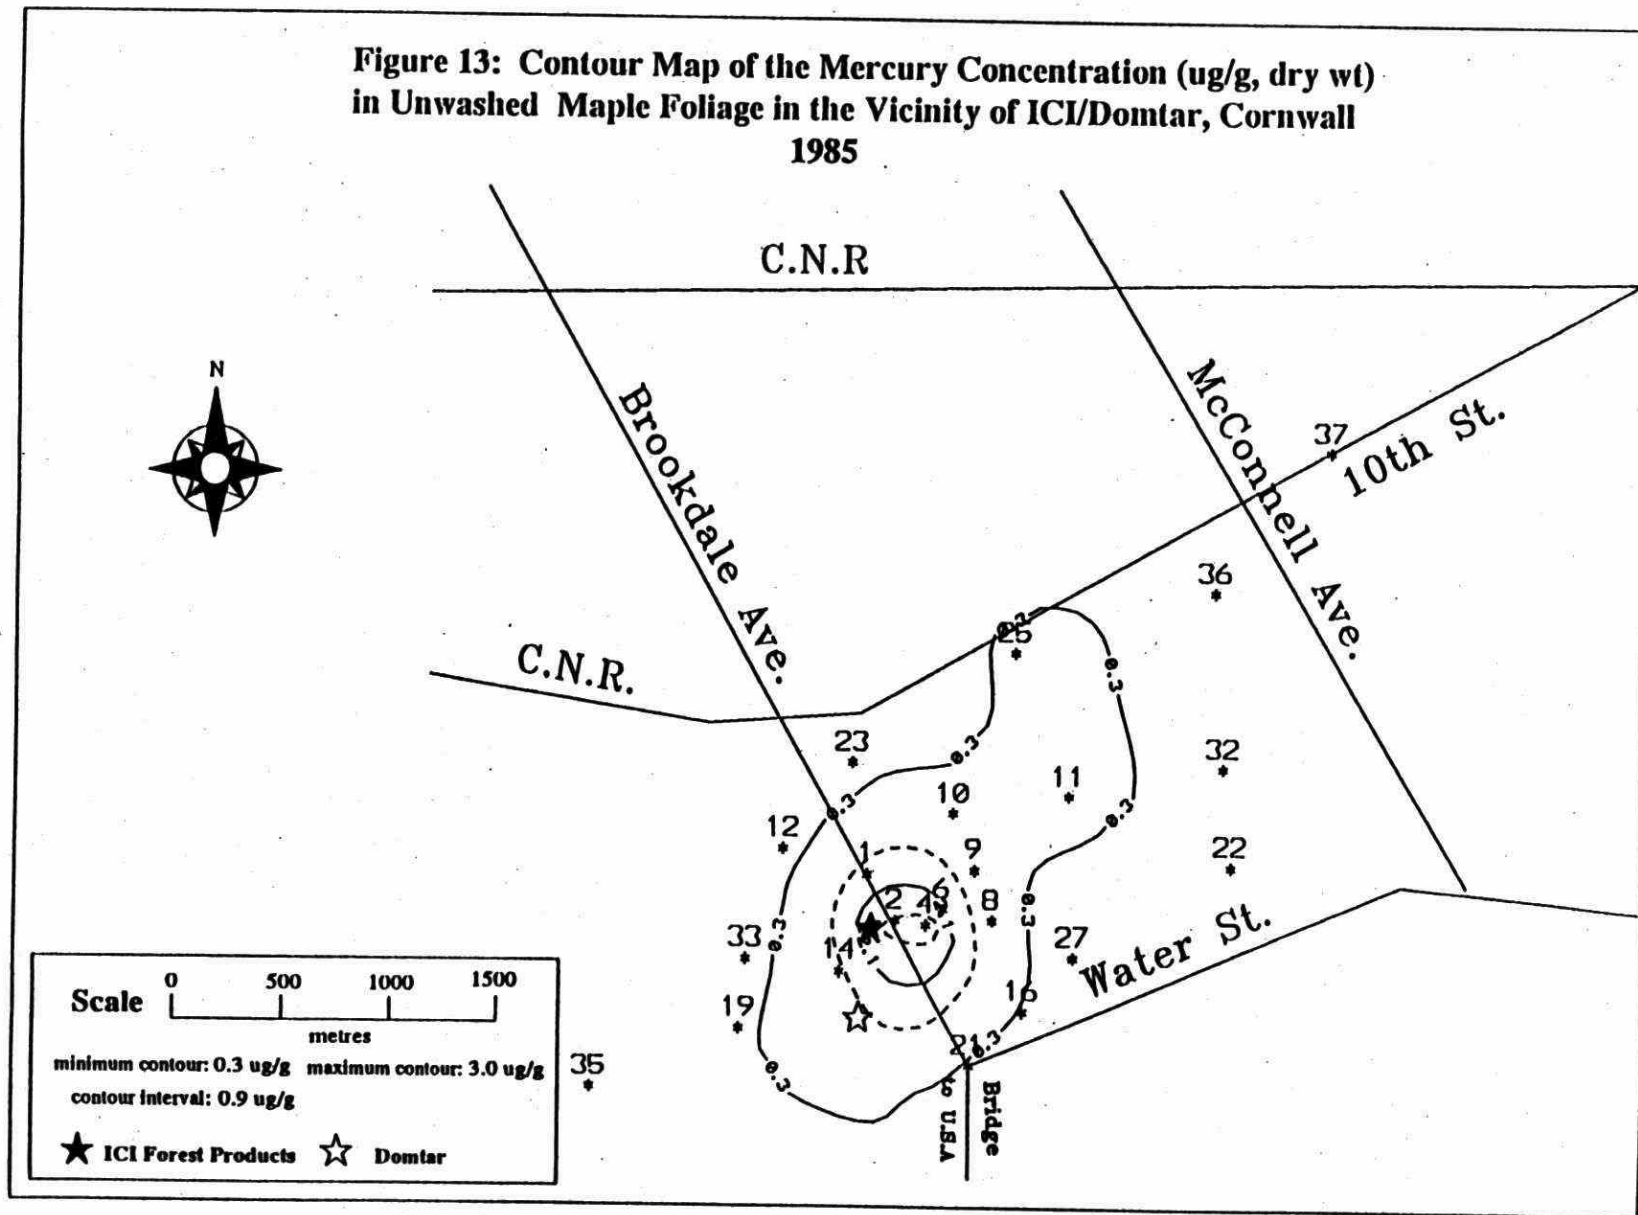 Figure 13: Contour Map of the Mercury Concentration (ug/g, dry wt)
in Unwashed Maple Foliage in the Vicinity of ICI/Domtar, Cornwall
1985
C.N.R
N
Brookdale Ave.
McConnell Ave.
37
10th St.
36
25
0.3
C.N.R.
0.3
23
0.3
32
11
10
0.3
0.3
12
1
9
22
2
8
0.3
33
0.3
14
27
Water St.
16
19
21
0.3
35
0.3
Bridge
U.S.A
Scale
0 500 1000 1500
metres
minimum contour: 0.3 ug/g maximum contour: 3.0 ug/g
contour interval: 0.9 ug/g
ICI Forest Products
Domtar